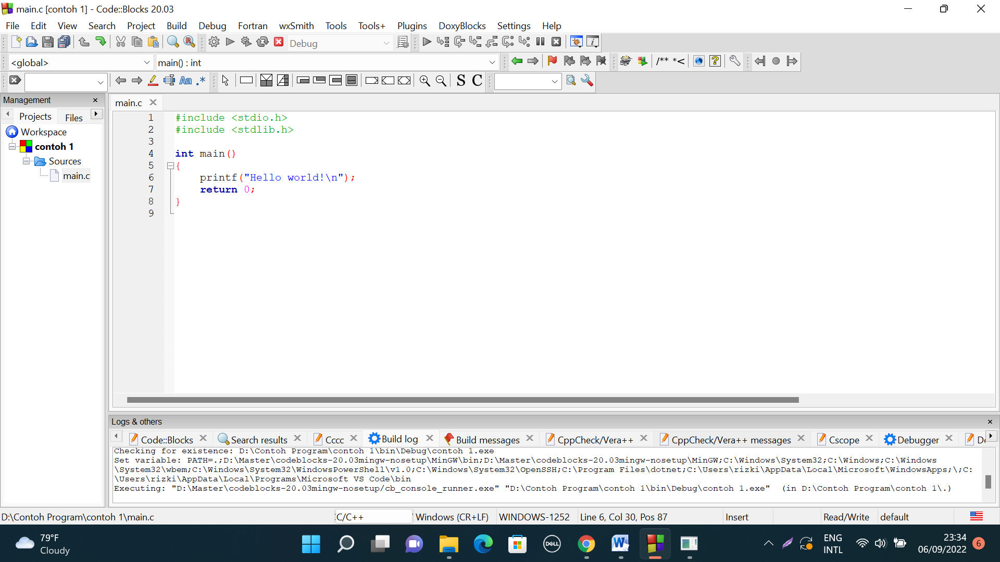 main.c [contoh 1] - Code::Blocks 20.03
File Edit View Search Project Build Debug Fortran wxSmith Tools Tools+ Plugins DoxyBlocks Settings Help
Debug
<global> main() : int /** *<
Aa .* S C
Management
Projects Files
Workspace
contoh 1
Sources
main.c
main.c
1 #include <stdio.h>
2 #include <stdlib.h>
3
4 int main()
5 {
6 printf("Hello world!\n");
7 return 0;
8 }
9
Logs & others
Code::Blocks Search results Cccc Build log Build messages CppCheck/Vera++ CppCheck/Vera++ messages Cscope Debugger
Checking for existence: D:\Contoh Program\contoh 1\bin\Debug\contoh 1.exe
Set variable: PATH=.;D:\Master\codeblocks-20.03mingw-nosetup\MinGW\bin;D:\Master\codeblocks-20.03mingw-nosetup\MinGW;C:\Windows\System32;C:\Windows;C:\Windows
\System32\wbem;C:\Windows\System32\WindowsPowerShell\v1.0;C:\Windows\System32\OpenSSH;C:\Program Files\dotnet;C:\Users\rizki\AppData\Local\Microsoft\WindowsApps;\;C:
\Users\rizki\AppData\Local\Programs\Microsoft VS Code\bin
Executing: "D:\Master\codeblocks-20.03mingw-nosetup/cb_console_runner.exe" "D:\Contoh Program\contoh 1\bin\Debug\contoh 1.exe" (in D:\Contoh Program\contoh 1\.)
D:\Contoh Program\contoh 1\main.c C/C++ Windows (CR+LF) WINDOWS-1252 Line 6, Col 30, Pos 87 Insert Read/Write default
79°F
Cloudy
DELL
ENG
INTL
23:34
06/09/2022
6